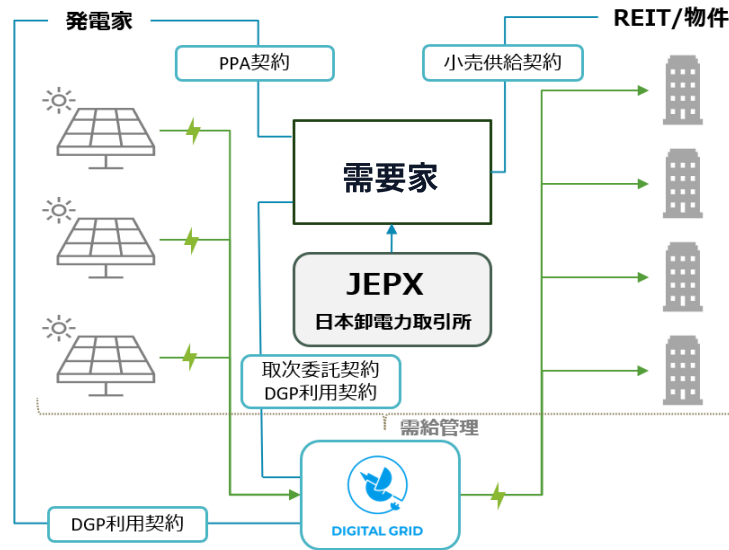 発電家
REIT/物件
PPA契約
小売供給契約
需要家
JEPX
日本卸電力取引所
取次委託契約
DGP利用契約
需給管理
DIGITAL GRID
DGP利用契約